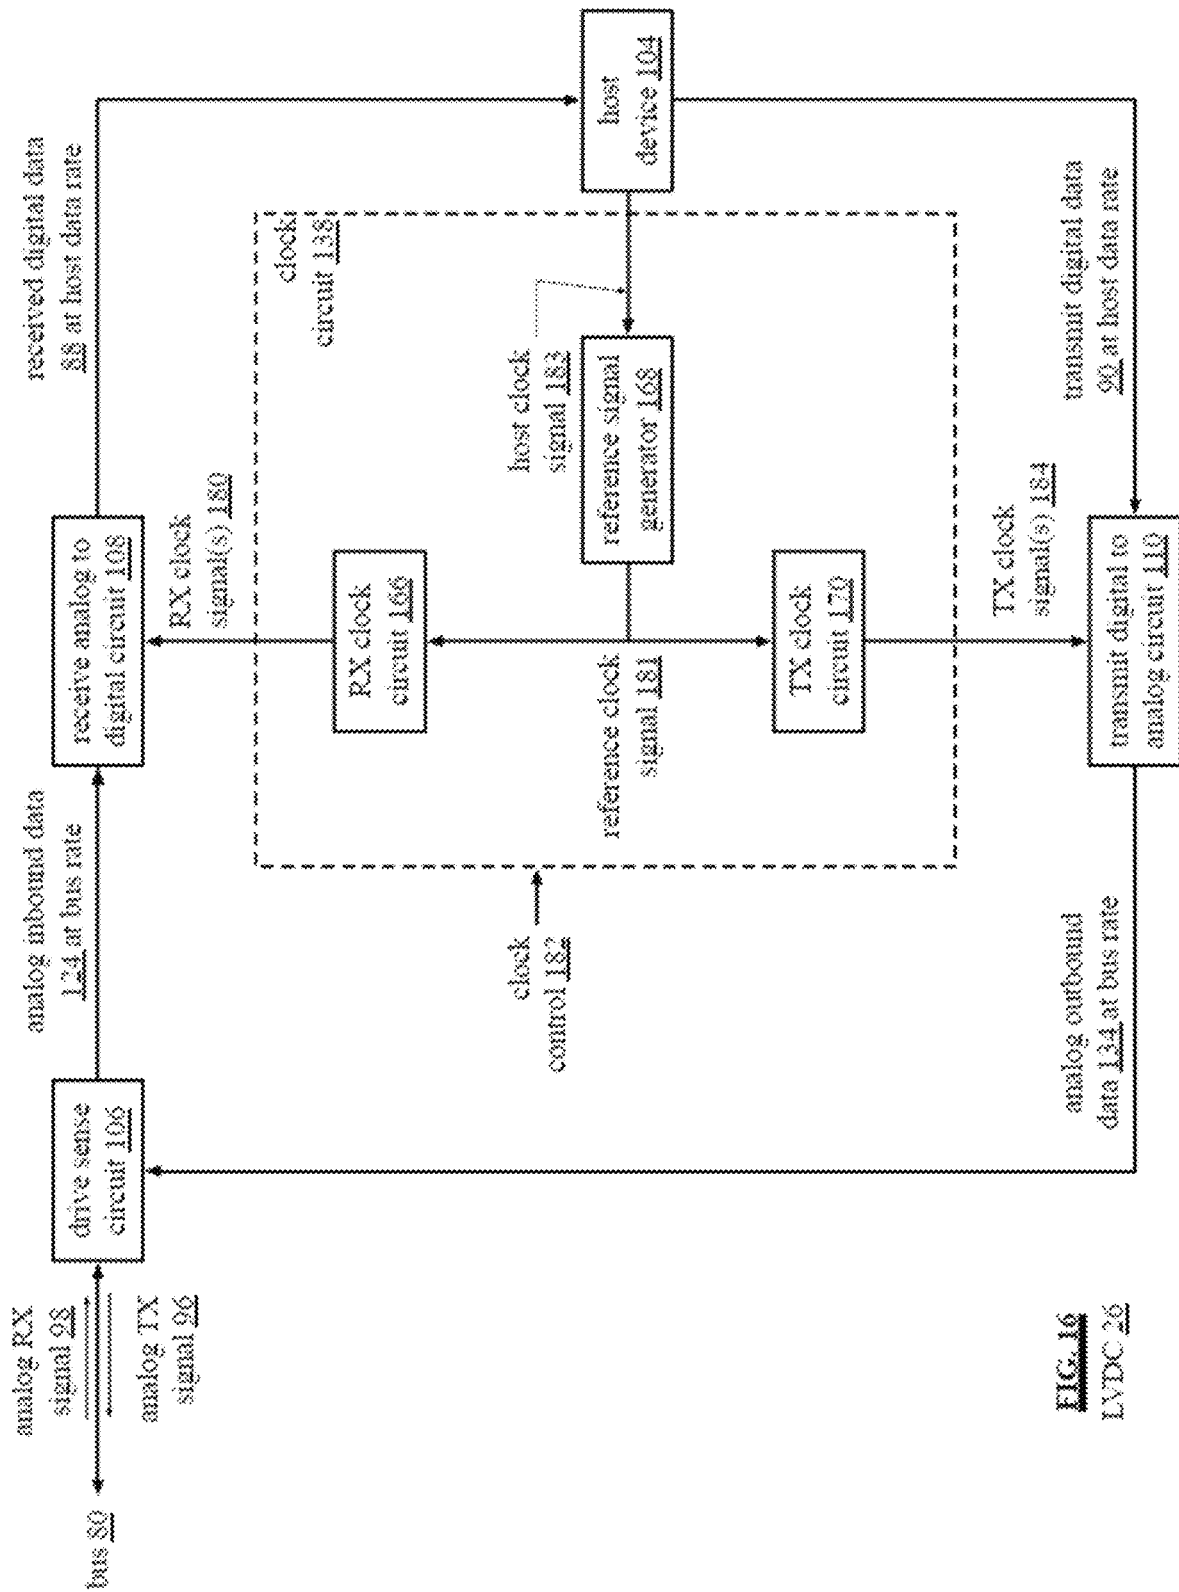 analog RX
signal 98
bus 80
analog TX
signal 96
drive sense
circuit 106
analog inbound data
124 at bus rate
receive analog to
digital circuit 108
received digital data
88 at host data rate
RX clock
signal(s) 180
clock
circuit 138
RX clock
circuit 166
clock
control 182
reference clock
signal 181
host clock
signal 183
reference signal
generator 168
host
device 104
TX clock
circuit 170
TX clock
signal(s) 184
analog outbound
data 134 at bus rate
transmit digital to
analog circuit 110
transmit digital data
90 at host data rate
FIG. 16
LVDC 26